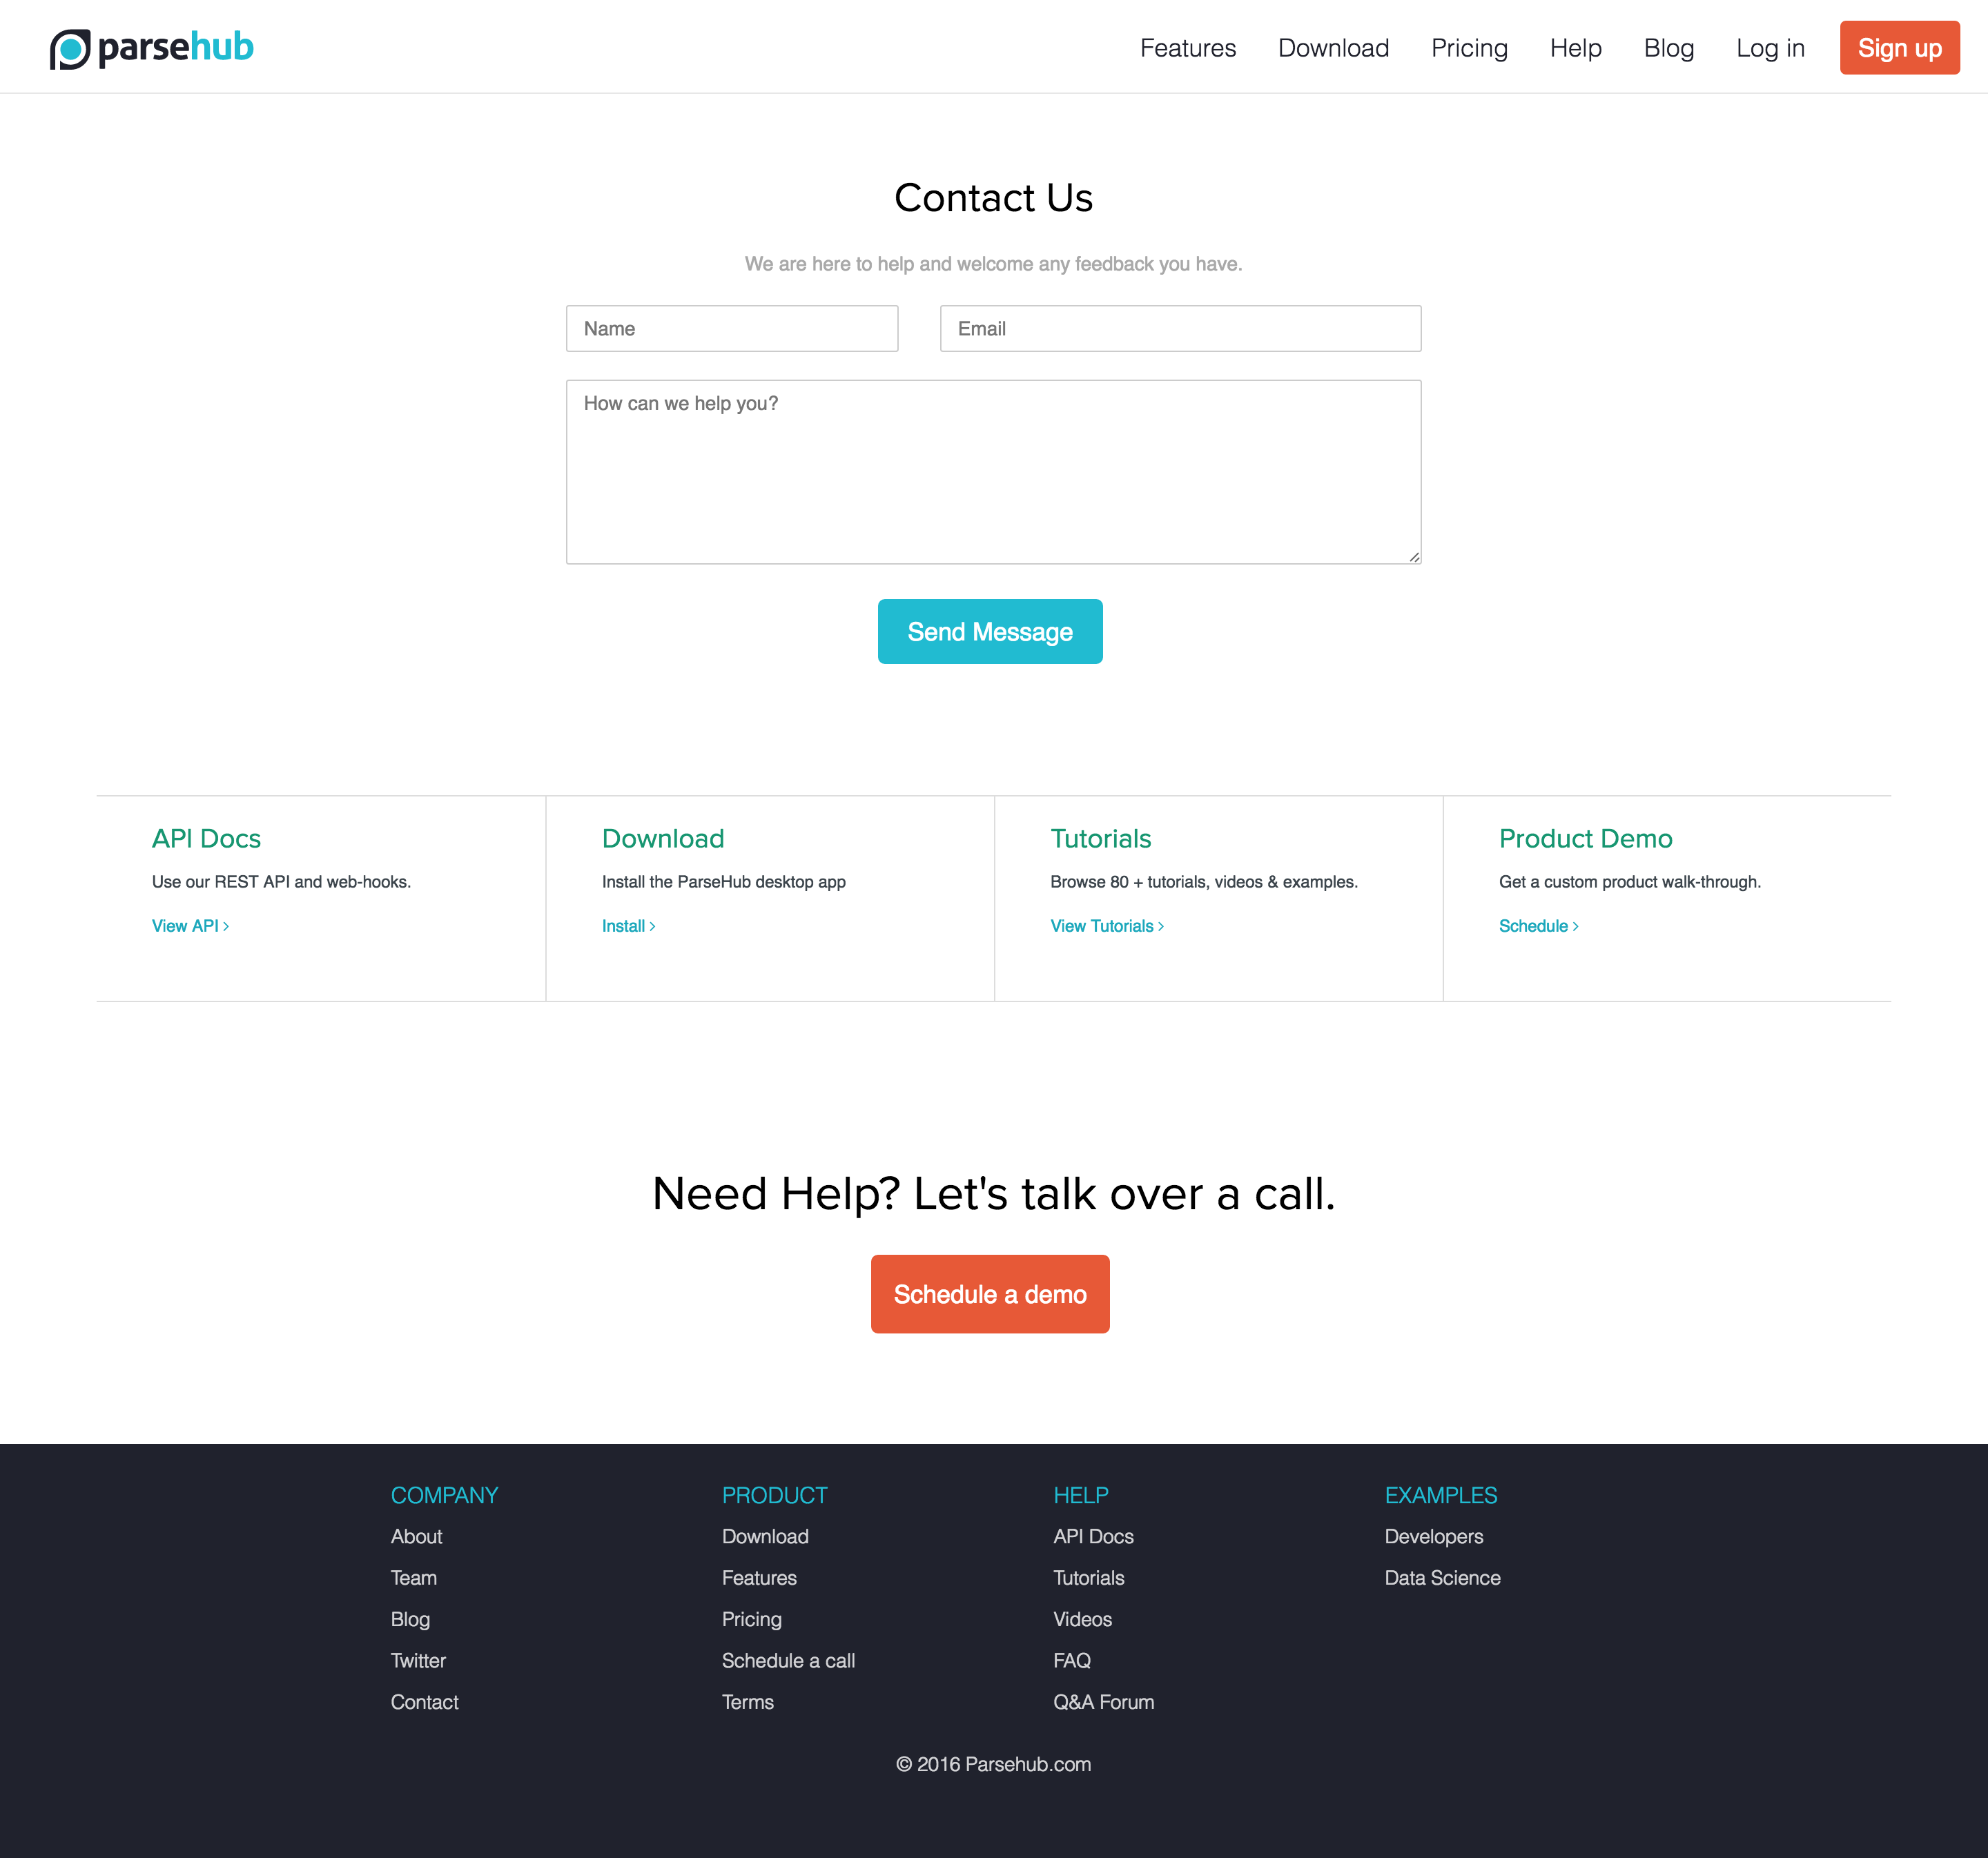 parsehub
Features Download Pricing Help Blog Log in Sign up
Contact Us
We are here to help and welcome any feedback you have.
Name
Email
How can we help you?
Send Message
API Docs
Use our REST API and web-hooks.
View API >
Download
Install the ParseHub desktop app
Install >
Tutorials
Browse 80 + tutorials, videos & examples.
View Tutorials >
Product Demo
Get a custom product walk-through.
Schedule >
Need Help? Let's talk over a call.
Schedule a demo
COMPANY
About
Team
Blog
Twitter
Contact
PRODUCT
Download
Features
Pricing
Schedule a call
Terms
HELP
API Docs
Tutorials
Videos
FAQ
Q&A Forum
EXAMPLES
Developers
Data Science
© 2016 Parsehub.com